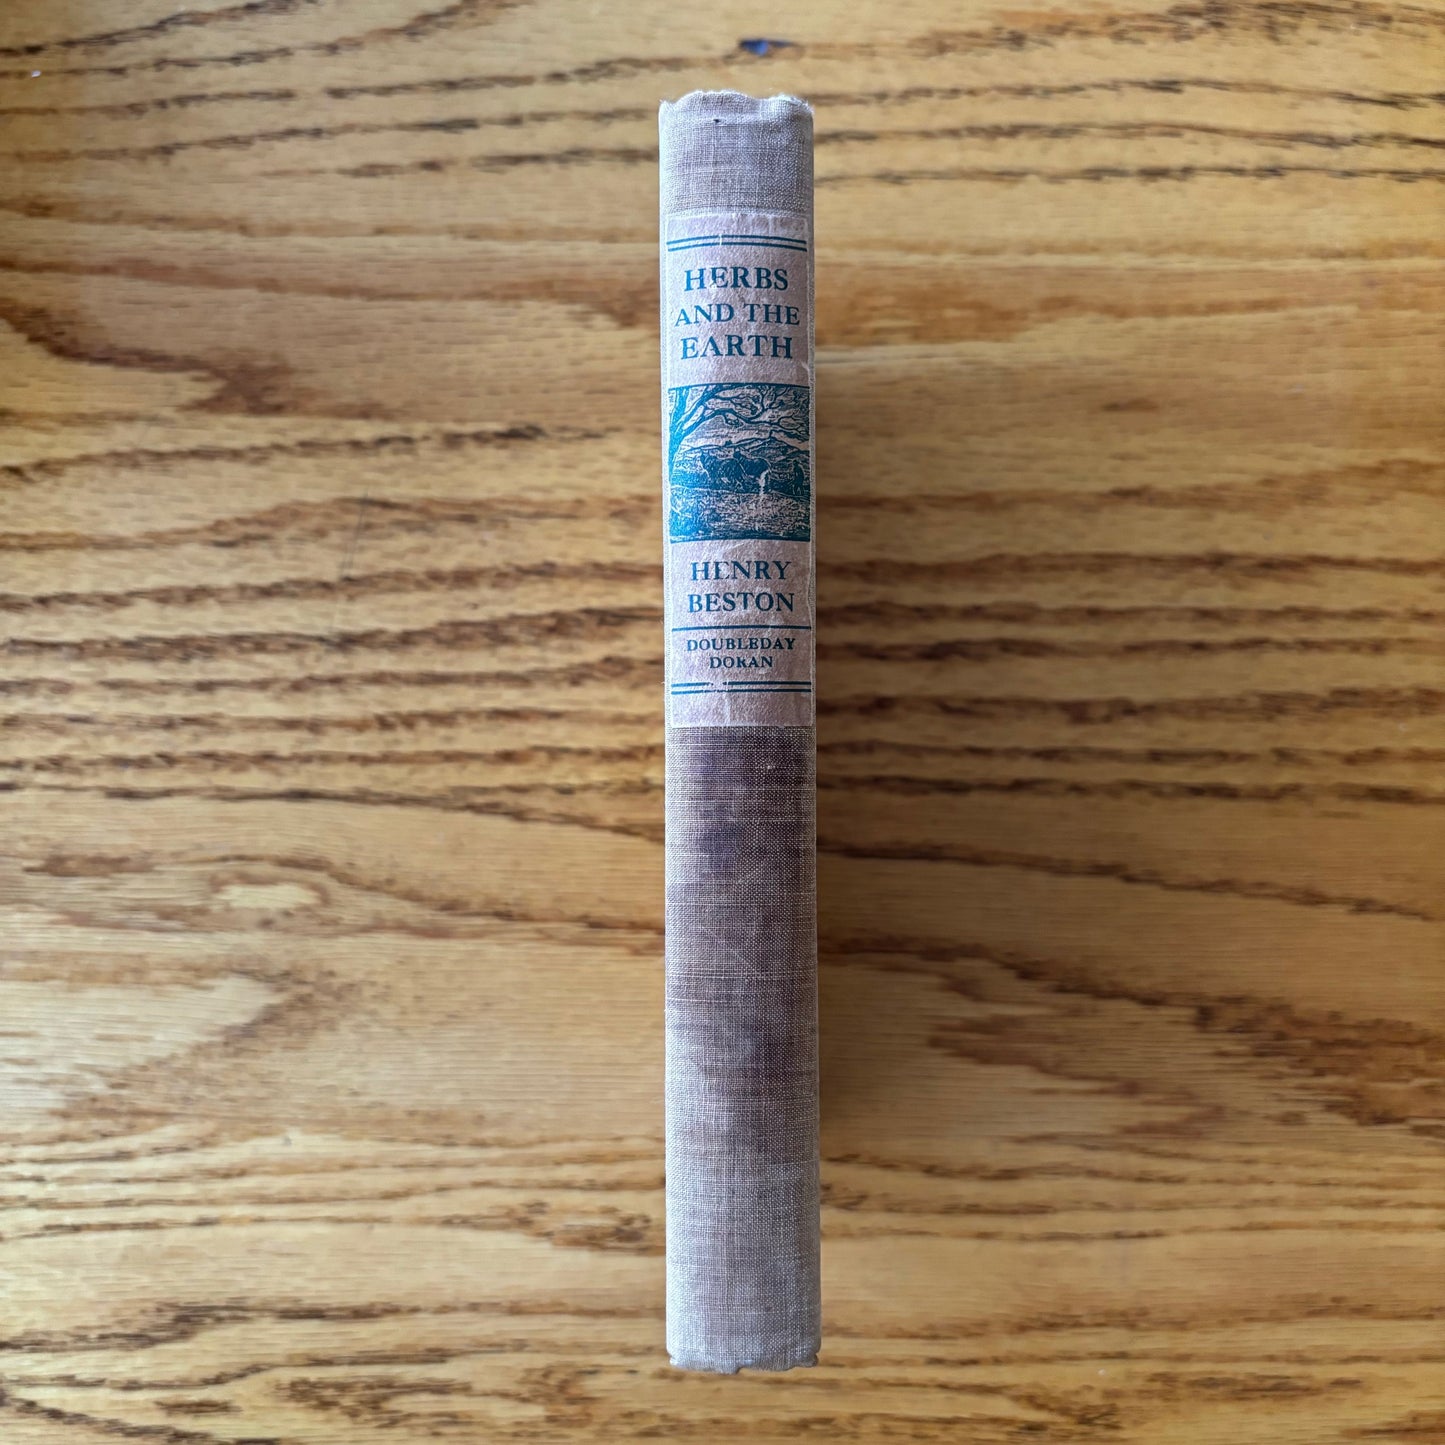 HERBS
AND THE
EARTH
HENRY
BESTON
DOUBLEDAY
DORAN